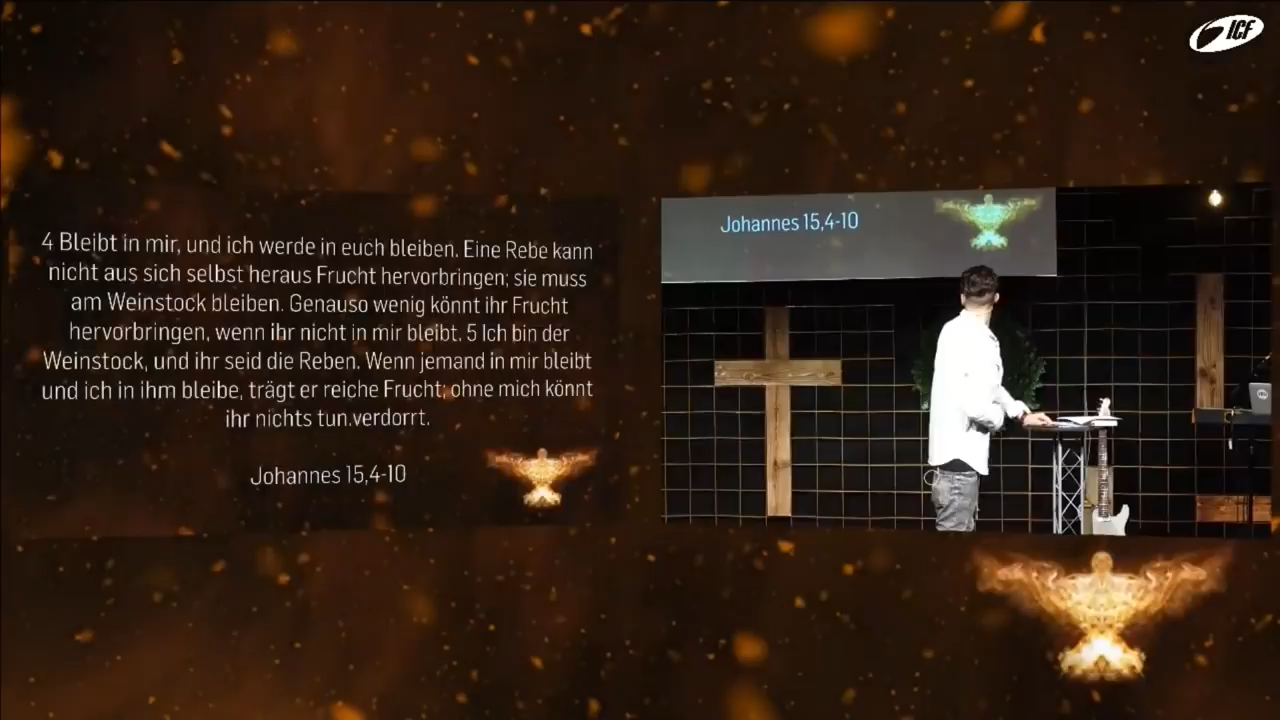 ICF
4 Bleibt in mir, und ich werde in euch bleiben. Eine Rebe kann
nicht aus sich selbst heraus Frucht hervorbringen; sie muss
am Weinstock bleiben. Genauso wenig könnt ihr Frucht
hervorbringen, wenn ihr nicht in mir bleibt. 5 Ich bin der
Weinstock, und ihr seid die Reben. Wenn jemand in mir bleibt
und ich in ihm bleibe, trägt er reiche Frucht; ohne mich könnt
ihr nichts tun.verdorrt.
Johannes 15,4-10
Johannes 15,4-10